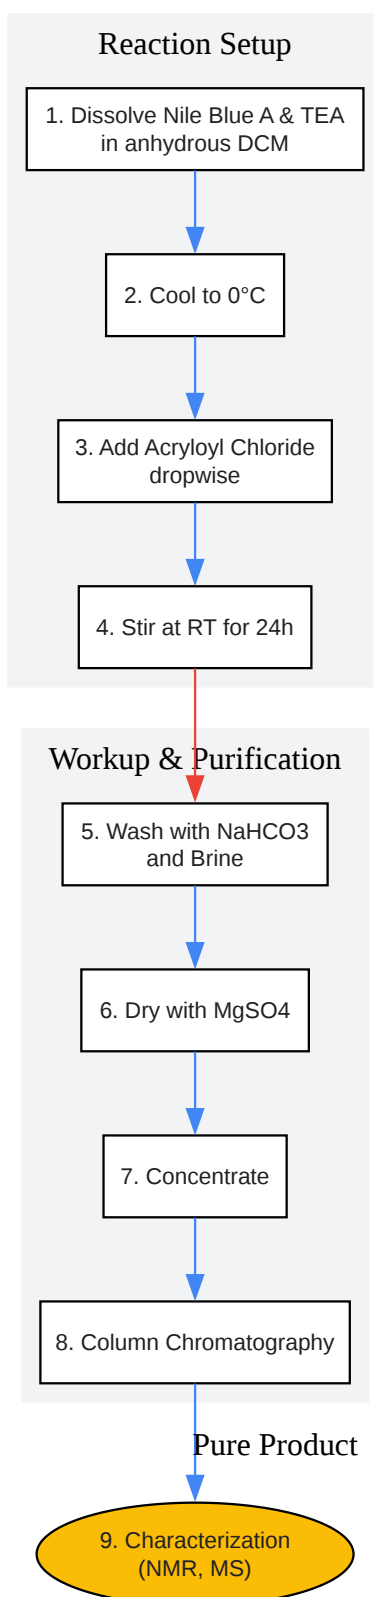 Reaction Setup
1. Dissolve Nile Blue A & TEA
in anhydrous DCM
2. Cool to 0°C
3. Add Acryloyl Chloride
dropwise
4. Stir at RT for 24h
Workup & Purification
5. Wash with NaHCO3
and Brine
6. Dry with MgSO4
7. Concentrate
8. Column Chromatography
Pure Product
9. Characterization
(NMR, MS)